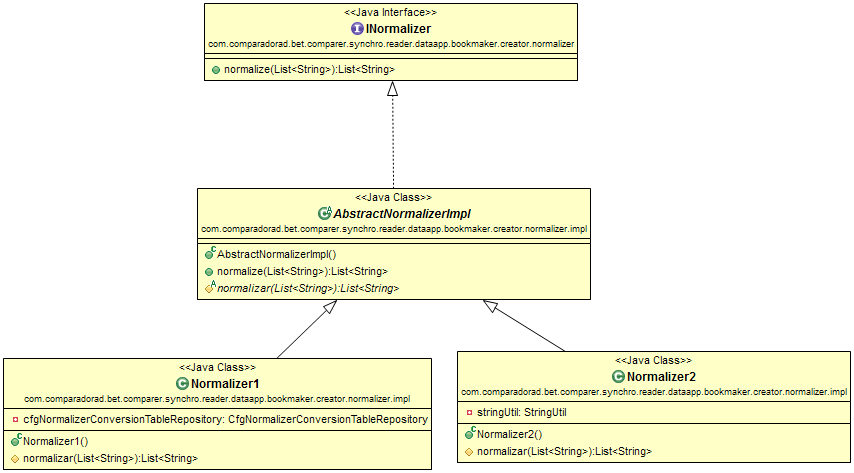 <<Java Interface>>
INormalizer
com.comparadorad.bet.comparer.synchro.reader.dataapp.bookmaker.creator.normalizer
normalize(List<String>):List<String>
<<Java Class>>
AbstractNormalizerImpl
com.comparadorad.bet.comparer.synchro.reader.dataapp.bookmaker.creator.normalizer.impl
AbstractNormalizerImpl()
normalize(List<String>):List<String>
normalizar(List<String>):List<String>
<<Java Class>>
Normalizer1
com.comparadorad.bet.comparer.synchro.reader.dataapp.bookmaker.creator.normalizer.impl
cfgNormalizerConversionTableRepository: CfgNormalizerConversionTableRepository
Normalizer1()
normalizar(List<String>):List<String>
<<Java Class>>
Normalizer2
com.comparadorad.bet.comparer.synchro.reader.dataapp.bookmaker.creator.normalizer.impl
stringUtil: StringUtil
Normalizer2()
normalizar(List<String>):List<String>